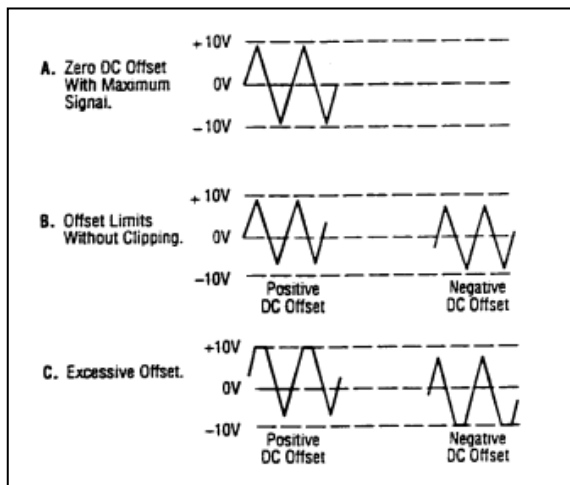 +10V
A. Zero DC Offset
With Maximum
Signal.
0V
-10V
+10V
B. Offset Limits
Without Clipping.
0V
-10V
Positive
DC Offset
Negative
DC Offset
+10V
C. Excessive Offset.
0V
-10V
Positive
DC Offset
Negative
DC Offset